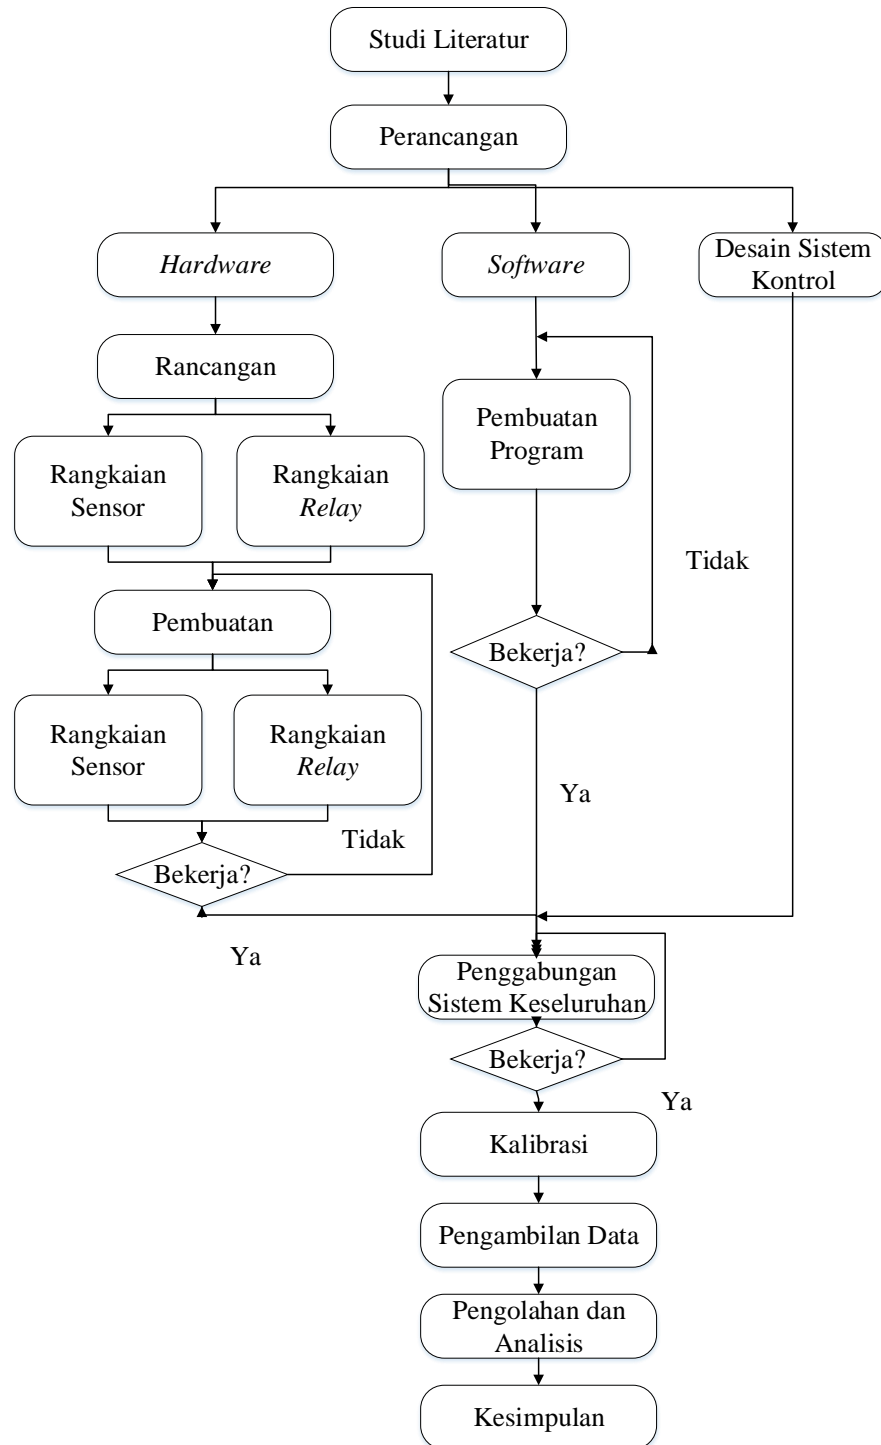 Studi Literatur
Perancangan
Hardware
Software
Desain Sistem
Kontrol
Rancangan
Pembuatan
Program
Rangkaian
Sensor
Rangkaian
Relay
Tidak
Pembuatan
Bekerja?
Rangkaian
Sensor
Rangkaian
Relay
Ya
Tidak
Bekerja?
Ya
Penggabungan
Sistem Keseluruhan
Bekerja?
Ya
Kalibrasi
Pengambilan Data
Pengolahan dan
Analisis
Kesimpulan